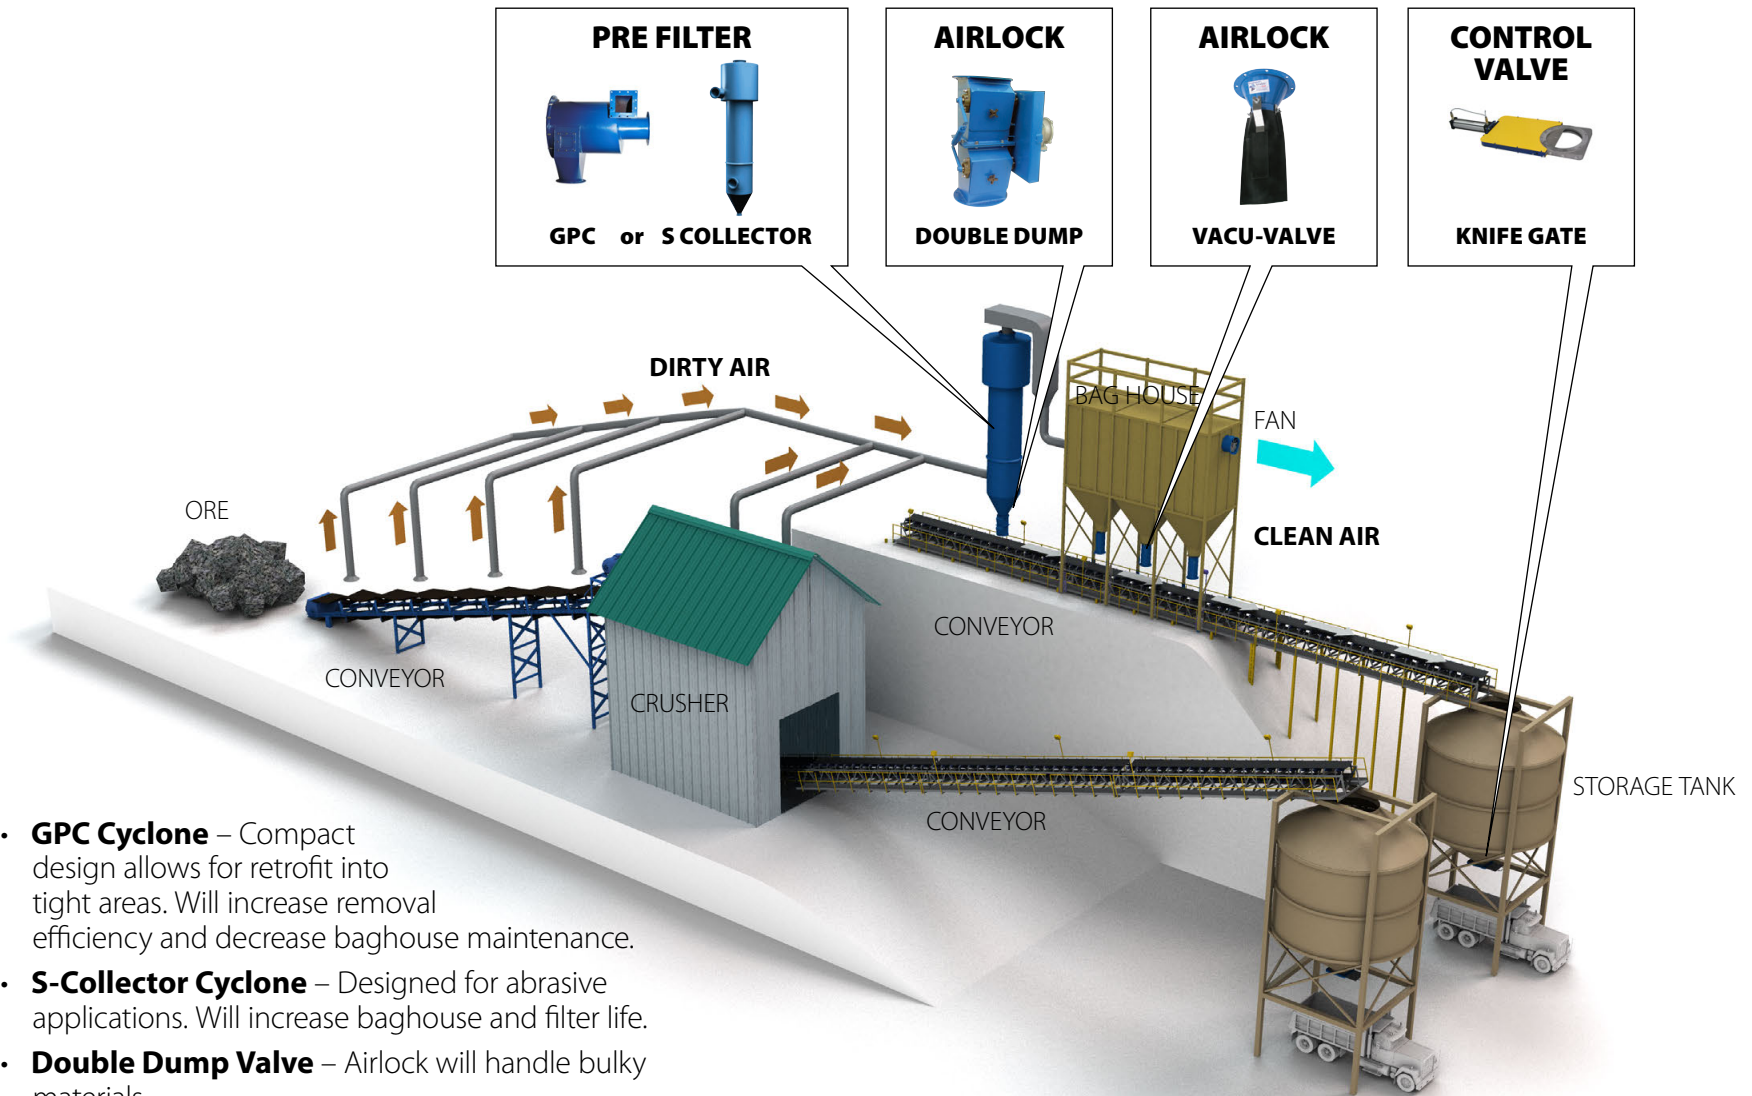 PRE FILTER
GPC or S COLLECTOR
AIRLOCK
DOUBLE DUMP
AIRLOCK
VACU-VALVE
CONTROL
VALVE
KNIFE GATE
DIRTY AIR
BAG HOUSE
FAN
CLEAN AIR
ORE
CONVEYOR
CRUSHER
CONVEYOR
CONVEYOR
STORAGE TANK
• GPC Cyclone – Compact
design allows for retrofit into
tight areas. Will increase removal
efficiency and decrease baghouse maintenance.
• S-Collector Cyclone – Designed for abrasive
applications. Will increase baghouse and filter life.
• Double Dump Valve – Airlock will handle bulky
materials